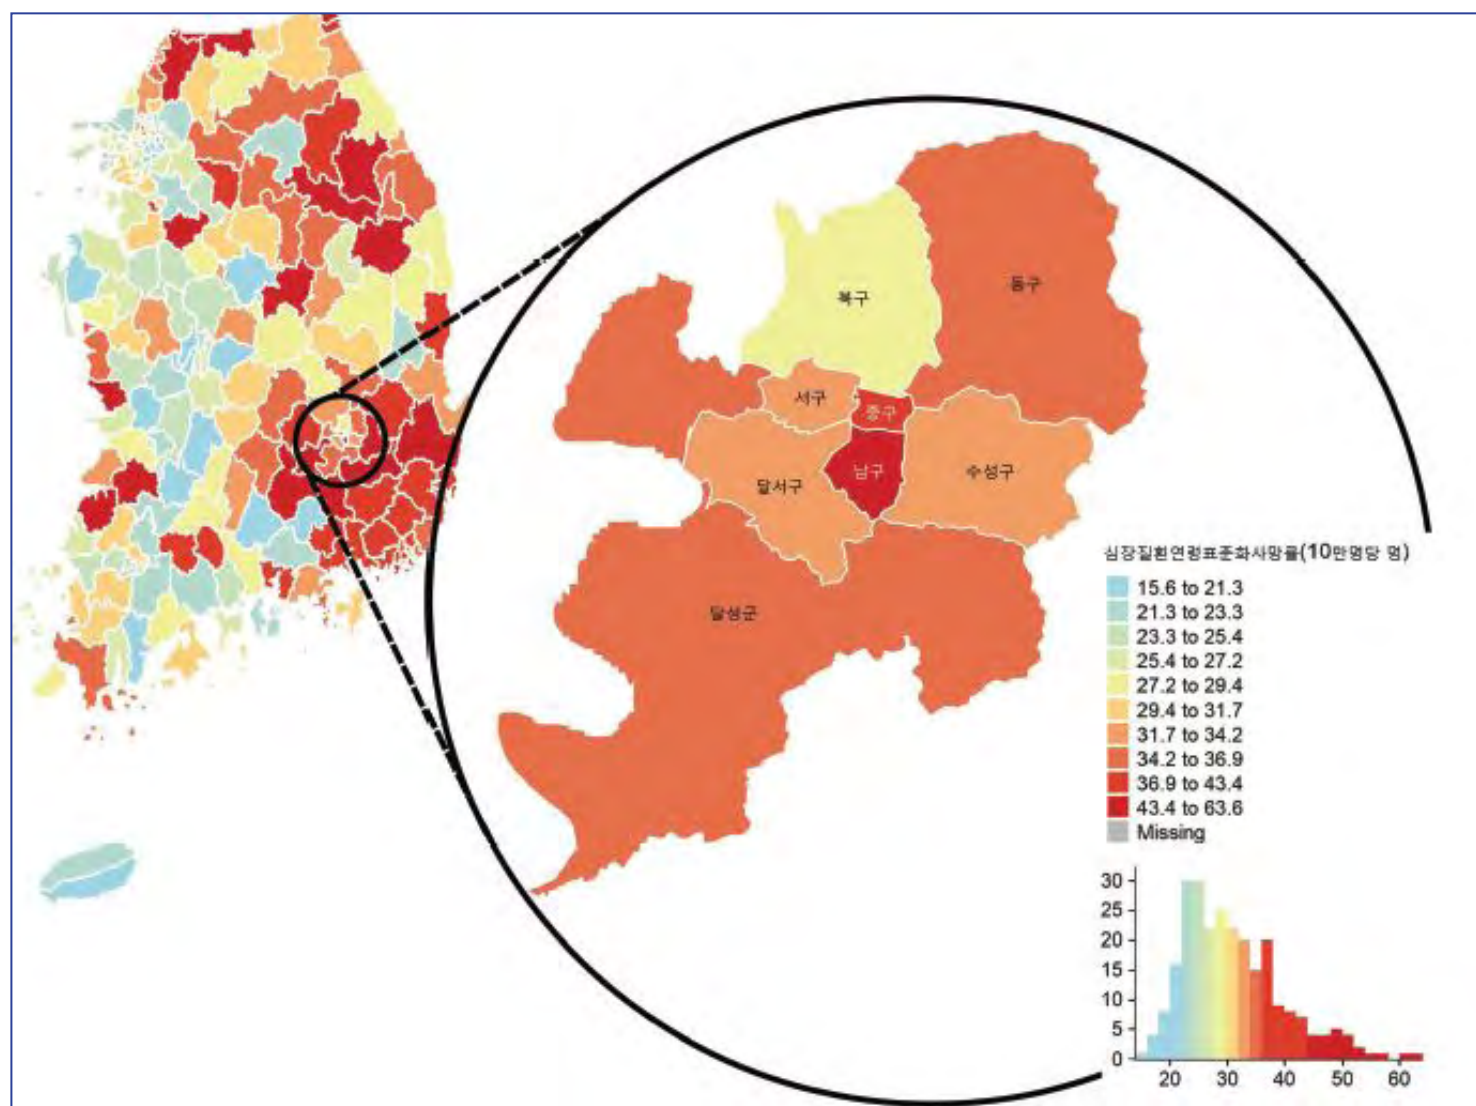 북구
동구
서구
중구
남구
수성구
달서구
달성군
심장질환연령표준화사망률(10만명당 명)
15.6 to 21.3
21.3 to 23.3
23.3 to 25.4
25.4 to 27.2
27.2 to 29.4
29.4 to 31.7
31.7 to 34.2
34.2 to 36.9
36.9 to 43.4
43.4 to 63.6
Missing
30
25
20
15
10
5
0
20 30 40 50 60